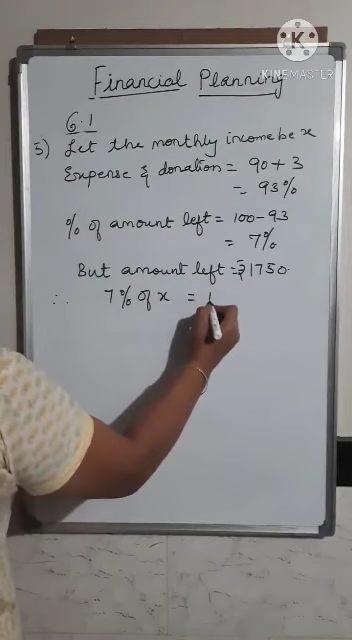 KINEMASTER
Financial Planning
6.1
3) Let the monthly income be x
Expense & donation = 90 + 3
= 93%
% of amount left = 100 - 93
= 7%
But amount left = ₹1750.
∴ 7% of x = 1